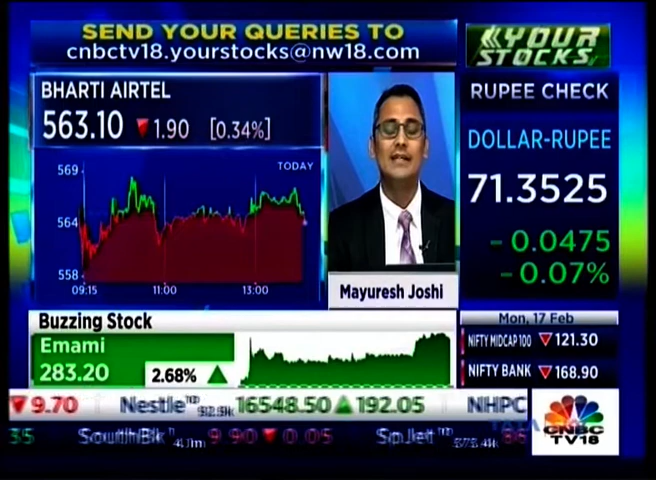 SEND YOUR QUERIES TO
cnbctv18.yourstocks@nw18.com
YOUR
STOCKS
BHARTI AIRTEL
563.10 ▼1.90 [0.34%]
TODAY
569
564
558
09:15 11:00 13:00
Mayuresh Joshi
RUPEE CHECK
DOLLAR-RUPEE
71.3525
- 0.0475
- 0.07%
Buzzing Stock
Emami
283.20 2.68% ▲
Mon, 17 Feb
NIFTY MIDCAP 100 ▼121.30
NIFTY BANK ▼168.90
▼9.70 Nestle 16548.50 ▲192.05 NHPC
35 SouthBk 9.90 ▼0.05 SpJet
CNBC
TV18